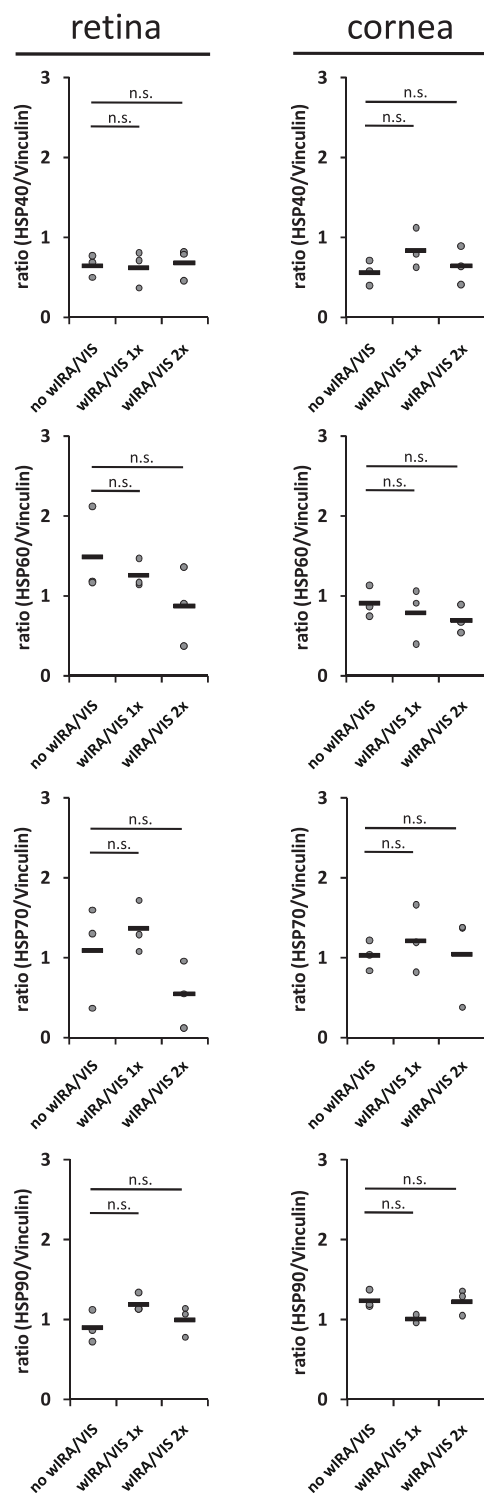 retina
cornea
ratio (HSP40/Vinculin)
3
2
1
0
n.s.
n.s.
no wIRA/VIS
wIRA/VIS 1x
wIRA/VIS 2x
ratio (HSP40/Vinculin)
3
2
1
0
n.s.
n.s.
no wIRA/VIS
wIRA/VIS 1x
wIRA/VIS 2x
ratio (HSP60/Vinculin)
3
2
1
0
n.s.
n.s.
no wIRA/VIS
wIRA/VIS 1x
wIRA/VIS 2x
ratio (HSP60/Vinculin)
3
2
1
0
n.s.
n.s.
no wIRA/VIS
wIRA/VIS 1x
wIRA/VIS 2x
ratio (HSP70/Vinculin)
3
2
1
0
n.s.
n.s.
no wIRA/VIS
wIRA/VIS 1x
wIRA/VIS 2x
ratio (HSP70/Vinculin)
3
2
1
0
n.s.
n.s.
no wIRA/VIS
wIRA/VIS 1x
wIRA/VIS 2x
ratio (HSP90/Vinculin)
3
2
1
0
n.s.
n.s.
no wIRA/VIS
wIRA/VIS 1x
wIRA/VIS 2x
ratio (HSP90/Vinculin)
3
2
1
0
n.s.
n.s.
no wIRA/VIS
wIRA/VIS 1x
wIRA/VIS 2x